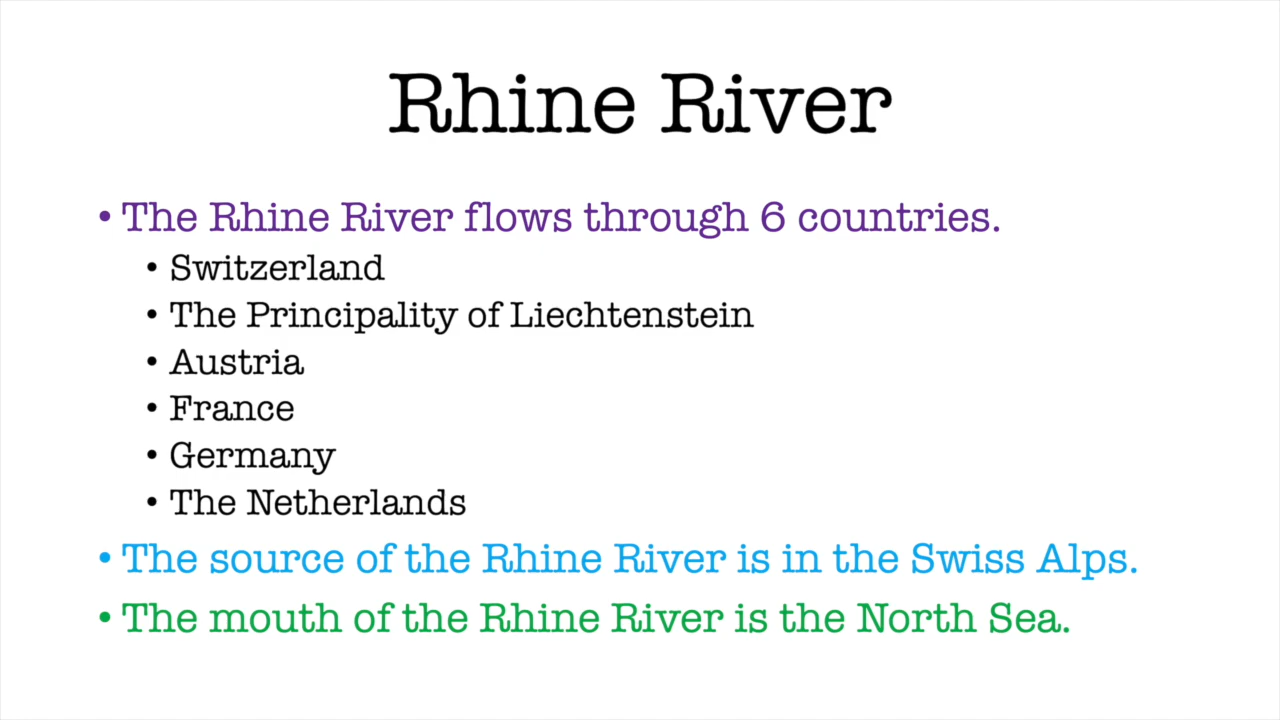 Rhine River
• The Rhine River flows through 6 countries.
• Switzerland
• The Principality of Liechtenstein
• Austria
• France
• Germany
• The Netherlands
• The source of the Rhine River is in the Swiss Alps.
• The mouth of the Rhine River is the North Sea.